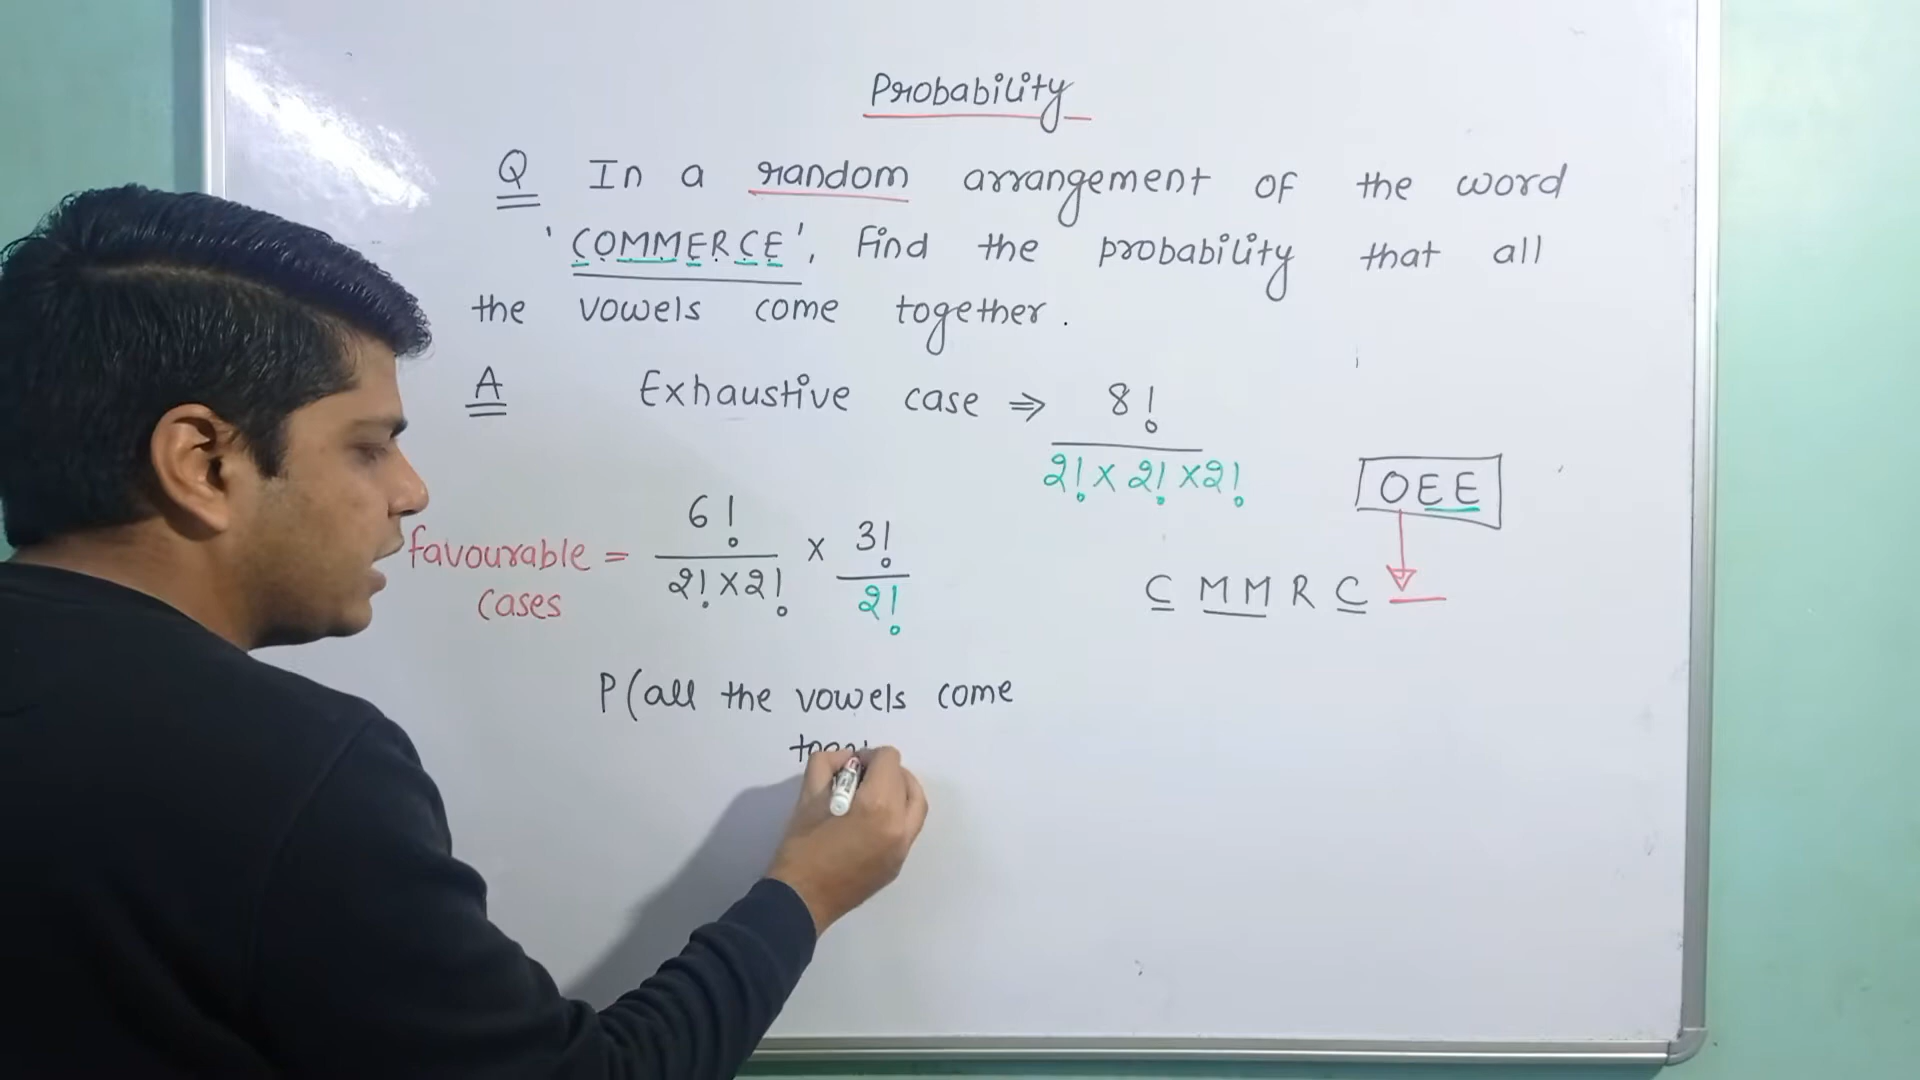 Probability
Q In a random arrangement of the word
'COMMERCE', Find the probability that all
the vowels come together.
A Exhaustive case ⇒ 8!
2! × 2! × 2!
OEE
favourable cases = 6! / 2! × 2! × 3! / 2!
C M M R C _
P(all the vowels come